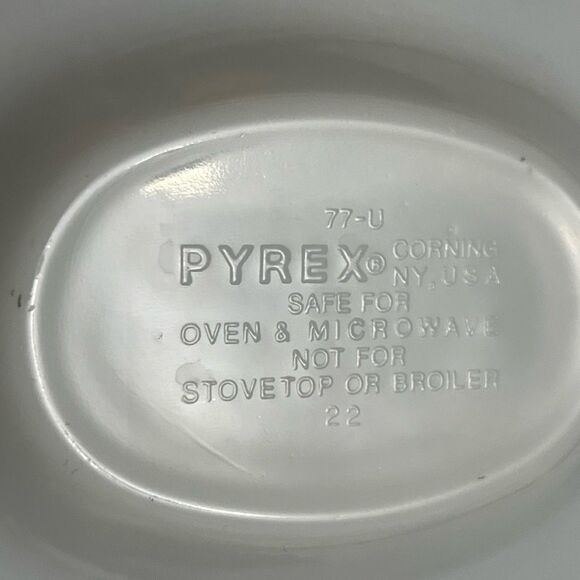 77-U
PYREX® CORNING
NY, USA
SAFE FOR
OVEN & MICROWAVE
NOT FOR
STOVETOP OR BROILER
22